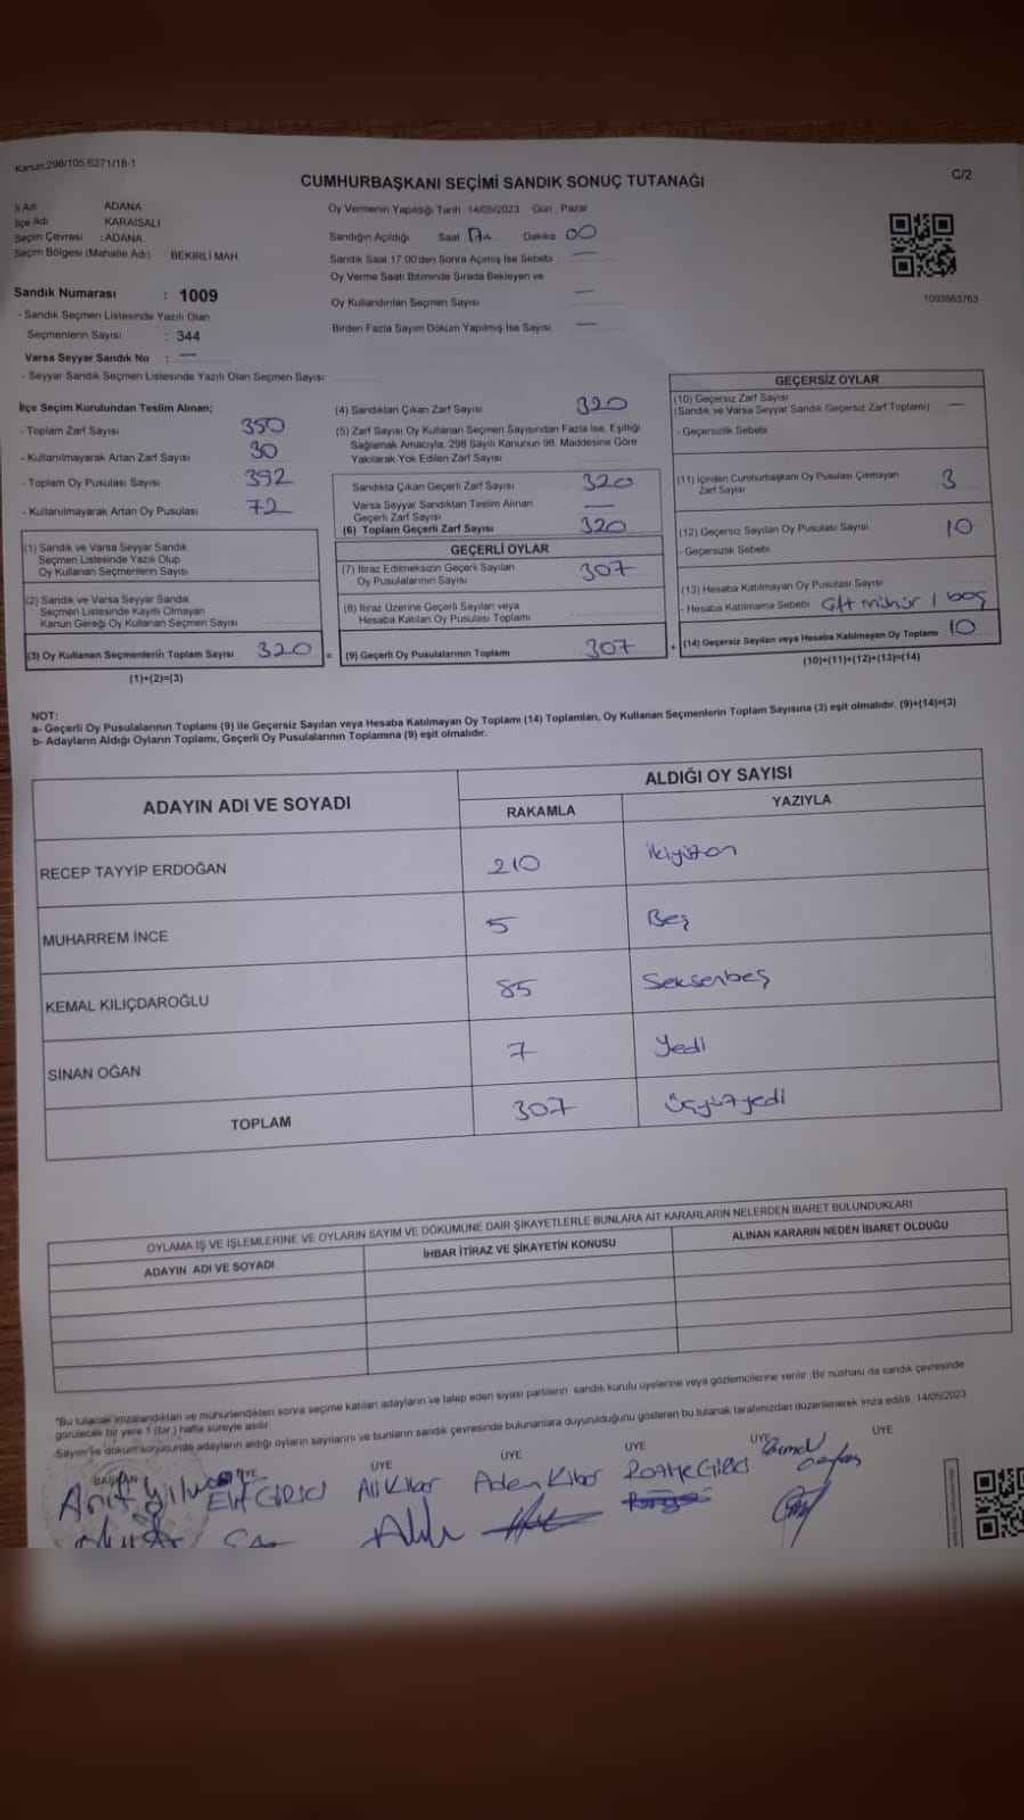 Kanun:298/105,6271/18-1
C/2
CUMHURBAŞKANI SEÇİMİ SANDIK SONUÇ TUTANAĞI
İl Adı ADANA
İlçe Adı KARAİSALI
Seçim Çevresi :ADANA
Seçim Bölgesi (Mahalle Adı) BEKİRLİ MAH
Sandık Numarası : 1009
- Sandık Seçmen Listesinde Yazılı Olan
Seçmenlerin Sayısı : 344
Varsa Seyyar Sandık No : —
- Seyyar Sandık Seçmen Listesinde Yazılı Olan Seçmen Sayısı
Oy Vermenin Yapıldığı Tarih 14/05/2023 Gün Pazar
Sandığın Açıldığı Saat 17 Dakika 00
Sandık Saat 17:00'den Sonra Açılmış İse Sebebi —
Oy Verme Saati Bitiminde Sırada Bekleyen ve
Oy Kullandırılan Seçmen Sayısı —
Birden Fazla Sayım Döküm Yapılmış İse Sayısı —
1093563763
İlçe Seçim Kurulundan Teslim Alınan;
- Toplam Zarf Sayısı 350
- Kullanılmayarak Artan Zarf Sayısı 30
- Toplam Oy Pusulası Sayısı 392
- Kullanılmayarak Artan Oy Pusulası 72
(1) Sandık ve Varsa Seyyar Sandık
Seçmen Listesinde Yazılı Olup
Oy Kullanan Seçmenlerin Sayısı
(2) Sandık ve Varsa Seyyar Sandık
Seçmen Listesinde Kayıtlı Olmayan
Kanun Gereği Oy Kullanan Seçmen Sayısı
(3) Oy Kullanan Seçmenlerin Toplam Sayısı 320 =
(1)+(2)=(3)
(4) Sandıktan Çıkan Zarf Sayısı 320
(5) Zarf Sayısı Oy Kullanan Seçmen Sayısından Fazla İse, Eşitliği
Sağlamak Amacıyla, 298 Sayılı Kanunun 98. Maddesine Göre
Yakılarak Yok Edilen Zarf Sayısı
Sandıkta Çıkan Geçerli Zarf Sayısı 320
Varsa Seyyar Sandıktan Teslim Alınan
Geçerli Zarf Sayısı —
(6) Toplam Geçerli Zarf Sayısı 320
GEÇERLİ OYLAR
(7) İtiraz Edilmeksizin Geçerli Sayılan
Oy Pusulalarının Sayısı 307
(8) İtiraz Üzerine Geçerli Sayılan veya
Hesaba Katılan Oy Pusulası Toplamı
(9) Geçerli Oy Pusulalarının Toplamı 307 +
GEÇERSİZ OYLAR
(10) Geçersiz Zarf Sayısı
(Sandık ve Varsa Seyyar Sandık Geçersiz Zarf Toplamı) —
- Geçersizlik Sebebi
(11) İçinden Cumhurbaşkanı Oy Pusulası Çıkmayan
Zarf Sayısı 3
(12) Geçersiz Sayılan Oy Pusulası Sayısı 10
- Geçersizlik Sebebi
(13) Hesaba Katılmayan Oy Pusulası Sayısı
- Hesaba Katılmama Sebebi Çift mühür 1 boş
(14) Geçersiz Sayılan veya Hesaba Katılmayan Oy Toplamı 10
(10)+(11)+(12)+(13)=(14)
NOT:
a- Geçerli Oy Pusulalarının Toplamı (9) ile Geçersiz Sayılan veya Hesaba Katılmayan Oy Toplamı (14) Toplamları, Oy Kullanan Seçmenlerin Toplam Sayısına (3) eşit olmalıdır. (9)+(14)=(3)
b- Adayların Aldığı Oyların Toplamı, Geçerli Oy Pusulalarının Toplamına (9) eşit olmalıdır.
ADAYIN ADI VE SOYADI
ALDIĞI OY SAYISI
RAKAMLA YAZIYLA
RECEP TAYYİP ERDOĞAN 210 ikiyüzon
MUHARREM İNCE 5 Beş
KEMAL KILIÇDAROĞLU 85 Seksenbeş
SİNAN OĞAN 7 Yedi
TOPLAM 307 Üçyüzyedi
OYLAMA İŞ VE İŞLEMLERİNE VE OYLARIN SAYIM VE DÖKÜMÜNE DAİR ŞİKAYETLERLE BUNLARA AİT KARARLARIN NELERDEN İBARET BULUNDUKLARI
ADAYIN ADI VE SOYADI İHBAR İTİRAZ VE ŞİKAYETİN KONUSU ALINAN KARARIN NEDEN İBARET OLDUĞU
"Bu tutanak imzalandıktan ve mühürlendikten sonra seçime katılan adayların ve talep eden siyasi partilerin sandık kurulu üyelerine veya gözlemcilerine verilir. Bir nüshası da sandık çevresinde
görülecek bir yere 1 (bir) hafta süreyle asılır.
Sayım ve döküm sonucunda adayların aldığı oyların sayılarını ve bunların sandık çevresinde bulunanlara duyurulduğunu gösteren bu tutanak tarafımızdan düzenlenerek imza edildi. 14/05/2023
BAŞKAN ÜYE ÜYE ÜYE ÜYE ÜYE ÜYE
Elif Ali Kılar Adem